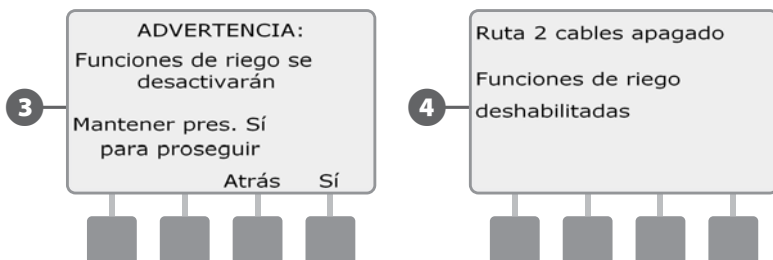 3
ADVERTENCIA:
Funciones de riego se
desactivarán
Mantener pres. Sí
para proseguir
Atrás Sí
4
Ruta 2 cables apagado
Funciones de riego
deshabilitadas